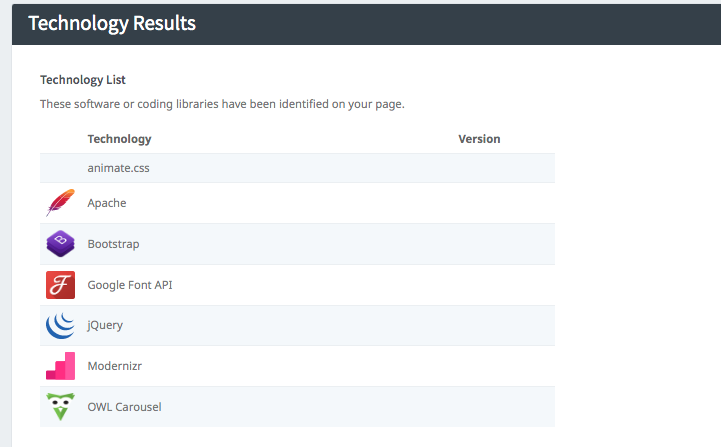 Technology Results
Technology List
These software or coding libraries have been identified on your page.
Technology Version
animate.css
Apache
B Bootstrap
F Google Font API
jQuery
Modernizr
OWL Carousel